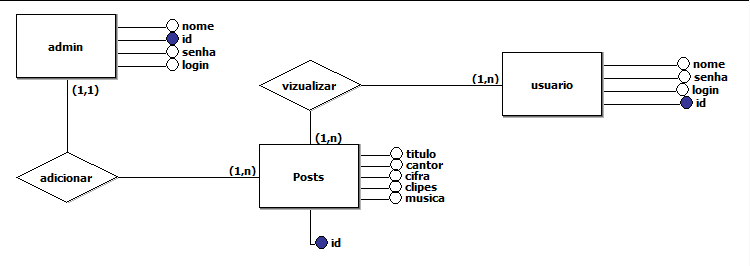 admin
nome
id
senha
login
(1,1)
adicionar
(1,n)
vizualizar
(1,n)
(1,n)
usuario
nome
senha
login
id
Posts
titulo
cantor
cifra
clipes
musica
id